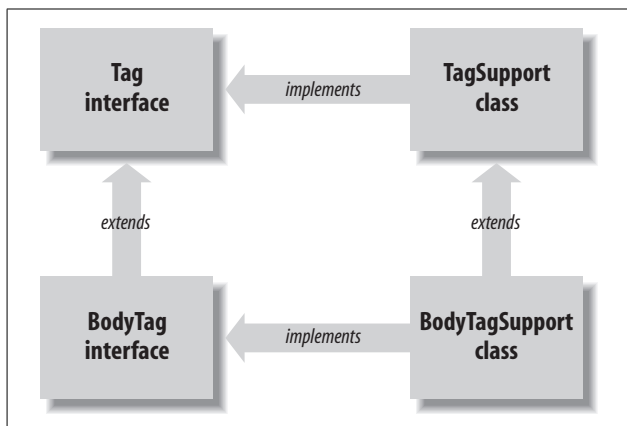 Tag
interface
implements
TagSupport
class
extends
extends
BodyTag
interface
implements
BodyTagSupport
class